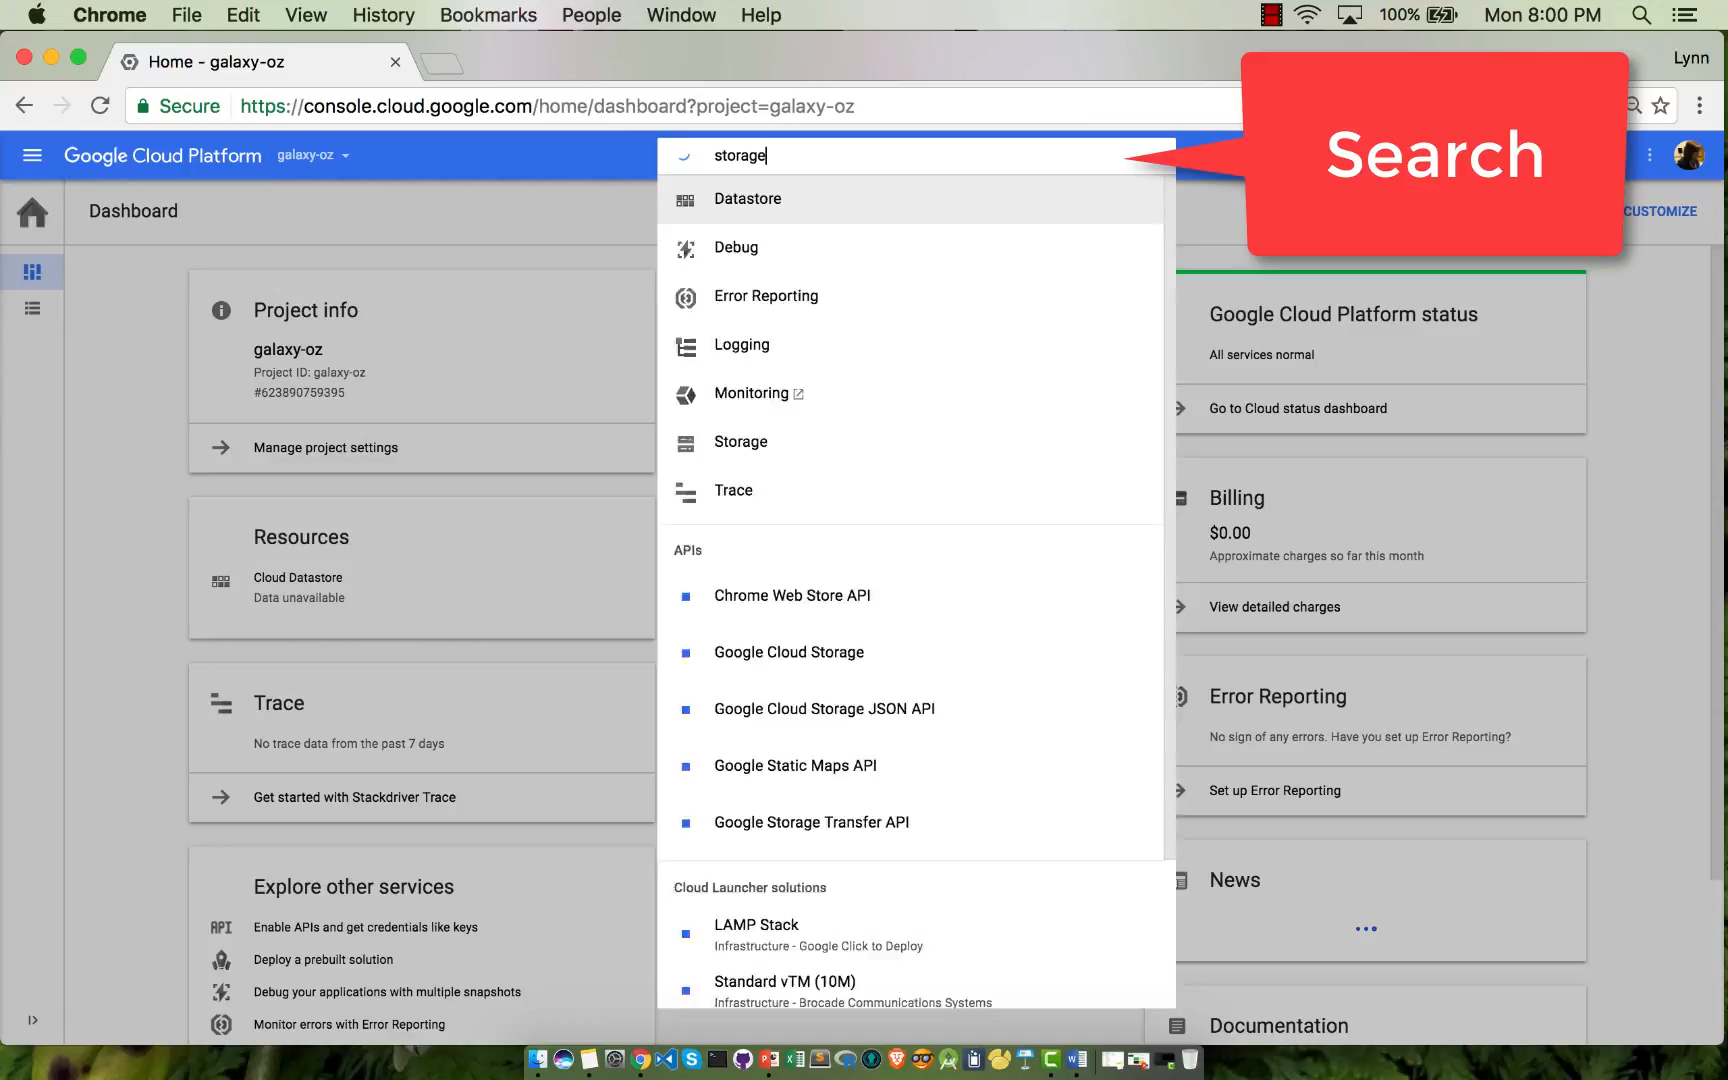 Chrome File Edit View History Bookmarks People Window Help 100% Mon 8:00 PM
Home - galaxy-oz
Lynn
Secure https://console.cloud.google.com/home/dashboard?project=galaxy-oz
Search
Google Cloud Platform galaxy-oz
storage
Dashboard
CUSTOMIZE
Datastore
Debug
Error Reporting
Logging
Monitoring
Storage
Trace
APIs
Chrome Web Store API
Google Cloud Storage
Google Cloud Storage JSON API
Google Static Maps API
Google Storage Transfer API
Cloud Launcher solutions
LAMP Stack
Infrastructure - Google Click to Deploy
Standard vTM (10M)
Infrastructure - Brocade Communications Systems
Project info
galaxy-oz
Project ID: galaxy-oz
#623890759395
Manage project settings
Resources
Cloud Datastore
Data unavailable
Trace
No trace data from the past 7 days
Get started with Stackdriver Trace
Explore other services
API Enable APIs and get credentials like keys
Deploy a prebuilt solution
Debug your applications with multiple snapshots
Monitor errors with Error Reporting
Google Cloud Platform status
All services normal
Go to Cloud status dashboard
Billing
$0.00
Approximate charges so far this month
View detailed charges
Error Reporting
No sign of any errors. Have you set up Error Reporting?
Set up Error Reporting
News
Documentation